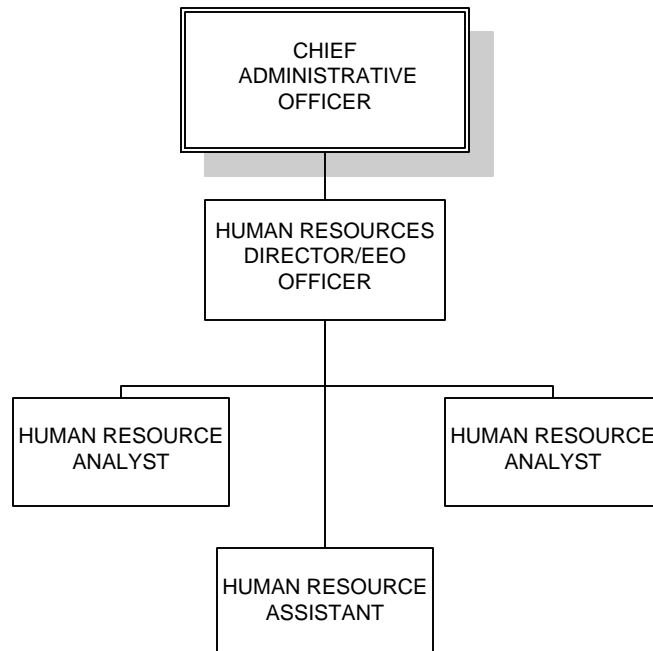 CHIEF
ADMINISTRATIVE
OFFICER
HUMAN RESOURCES
DIRECTOR/EEO
OFFICER
HUMAN RESOURCE
ANALYST
HUMAN RESOURCE
ANALYST
HUMAN RESOURCE
ASSISTANT